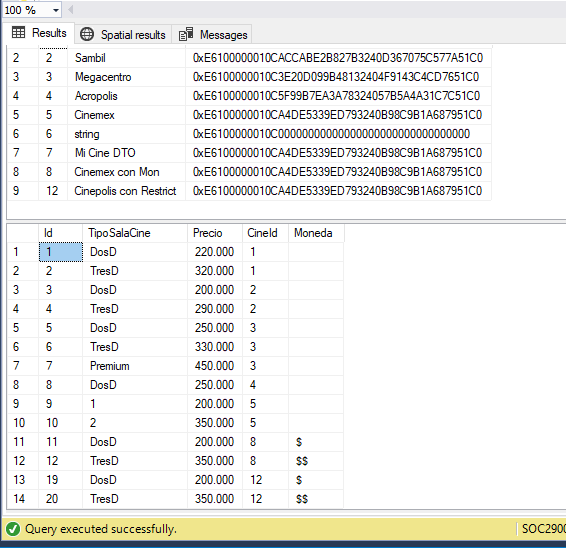 100 %
Results Spatial results Messages
2 2 Sambil 0xE6100000010CACCABE2B827B3240D367075C577A51C0
3 3 Megacentro 0xE6100000010C3E20D099B48132404F9143C4CD7651C0
4 4 Acropolis 0xE6100000010C5F99B7EA3A78324057B5A4A31C7C51C0
5 5 Cinemex 0xE6100000010CA4DE5339ED793240B98C9B1A687951C0
6 6 string 0xE6100000010C00000000000000000000000000000000
7 7 Mi Cine DTO 0xE6100000010CA4DE5339ED793240B98C9B1A687951C0
8 8 Cinemex con Mon 0xE6100000010CA4DE5339ED793240B98C9B1A687951C0
9 12 Cinepolis con Restrict 0xE6100000010CA4DE5339ED793240B98C9B1A687951C0
Id TipoSalaCine Precio CineId Moneda
1 1 DosD 220.000 1
2 2 TresD 320.000 1
3 3 DosD 200.000 2
4 4 TresD 290.000 2
5 5 DosD 250.000 3
6 6 TresD 330.000 3
7 7 Premium 450.000 3
8 8 DosD 250.000 4
9 9 1 200.000 5
10 10 2 350.000 5
11 11 DosD 200.000 8 $
12 12 TresD 350.000 8 $$
13 19 DosD 200.000 12 $
14 20 TresD 350.000 12 $$
Query executed successfully. SOC2900